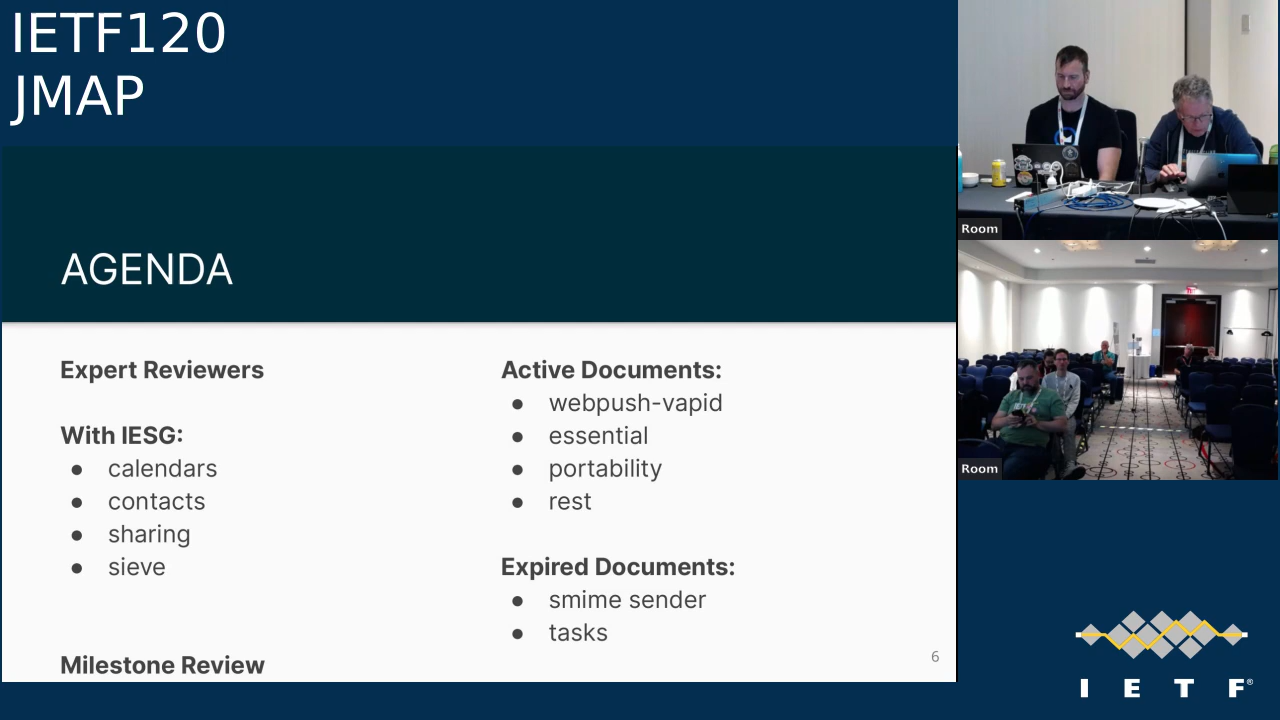 IETF120
JMAP
AGENDA
Expert Reviewers
With IESG:
● calendars
● contacts
● sharing
● sieve
Milestone Review
Active Documents:
● webpush-vapid
● essential
● portability
● rest
Expired Documents:
● smime sender
● tasks
6
Room
Room
I E T F®